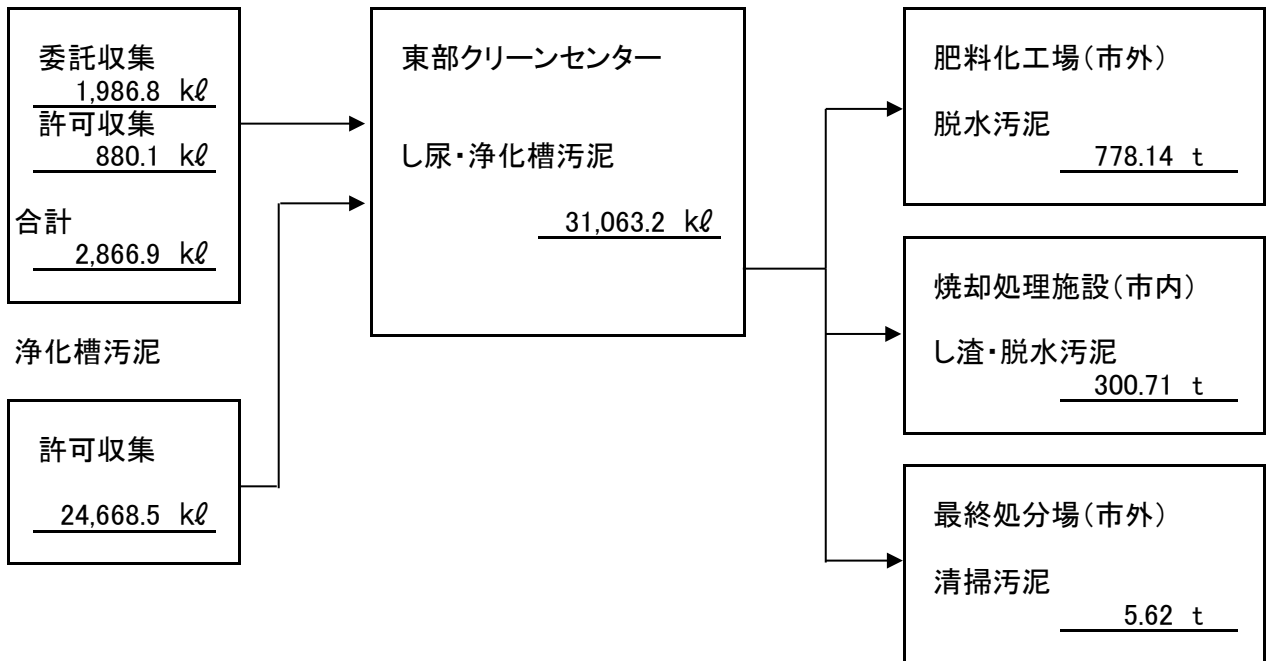 委託収集
1,986.8 kℓ
許可収集
880.1 kℓ
合計
2,866.9 kℓ
浄化槽汚泥
許可収集
24,668.5 kℓ
東部クリーンセンター
し尿・浄化槽汚泥
31,063.2 kℓ
肥料化工場(市外)
脱水汚泥
778.14 t
焼却処理施設(市内)
し渣・脱水汚泥
300.71 t
最終処分場(市外)
清掃汚泥
5.62 t